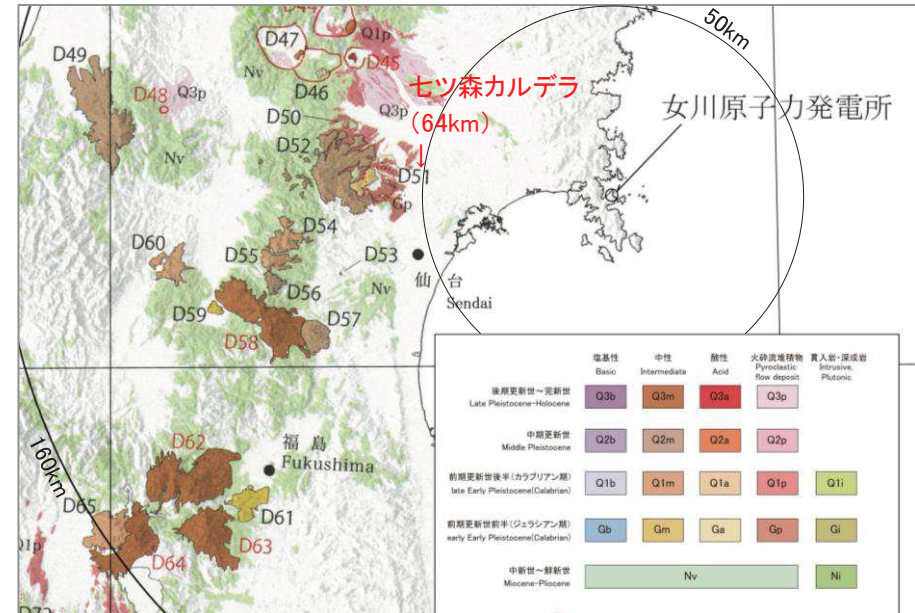 D44
50km
D47
Q1p
D49
D45
Nv
D46
D48
Q3p
七ツ森カルデラ
(64km)
Q3p
女川原子力発電所
D50
D52
Nv
D51
Gp
D54
D60
D55
D53
D56
仙台
Sendai
Nv
D59
D57
D58
塩基性
Basic
中性
Intermediate
酸性
Acid
火砕流堆積物
Pyroclastic
flow deposit
貫入岩・深成岩
Intrusive,
Plutonic
後期更新世~完新世
Late Pleistocene-Holocene
Q3b
Q3m
Q3a
Q3p
中期更新世
Middle Pleistocene
Q2b
Q2m
Q2a
Q2p
前期更新世後半(カラブリアン期)
late Early Pleistocene(Calabrian)
Q1b
Q1m
Q1a
Q1p
Q1i
前期更新世前半(ジェラシアン期)
early Early Pleistocene(Calabrian)
Gb
Gm
Ga
Gp
Gi
中新世~鮮新世
Miocene-Pliocene
Nv
Ni
D62
福島
Fukushima
160km
D65
D61
Q1p
D64
D63
D73